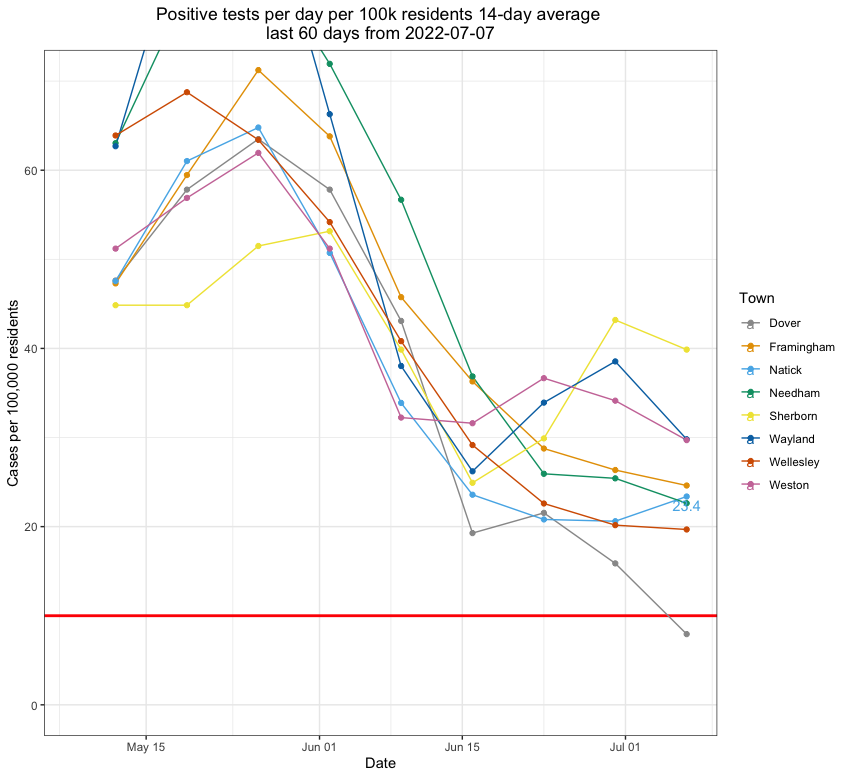 Positive tests per day per 100k residents 14-day average
last 60 days from 2022-07-07
Cases per 100,000 residents
60
40
20
0
23.4
May 15
Jun 01
Jun 15
Jul 01
Date
Town
a Dover
a Framingham
a Natick
a Needham
a Sherborn
a Wayland
a Wellesley
a Weston